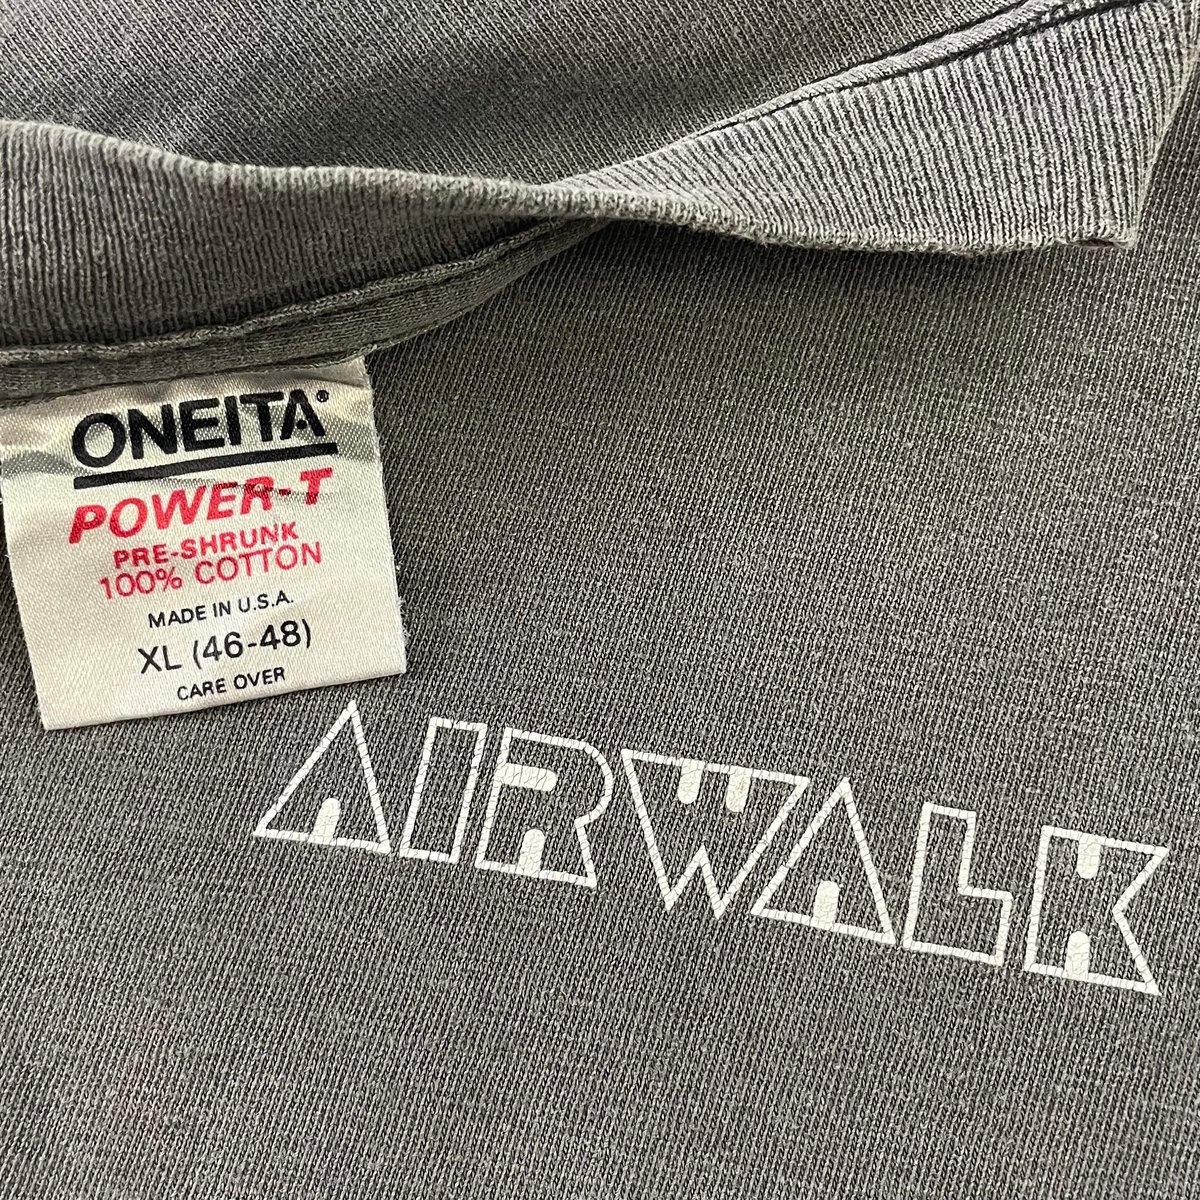 ONEITA®
POWER-T
PRE-SHRUNK
100% COTTON
MADE IN U.S.A.
XL (46-48)
CARE OVER
AIRWALK